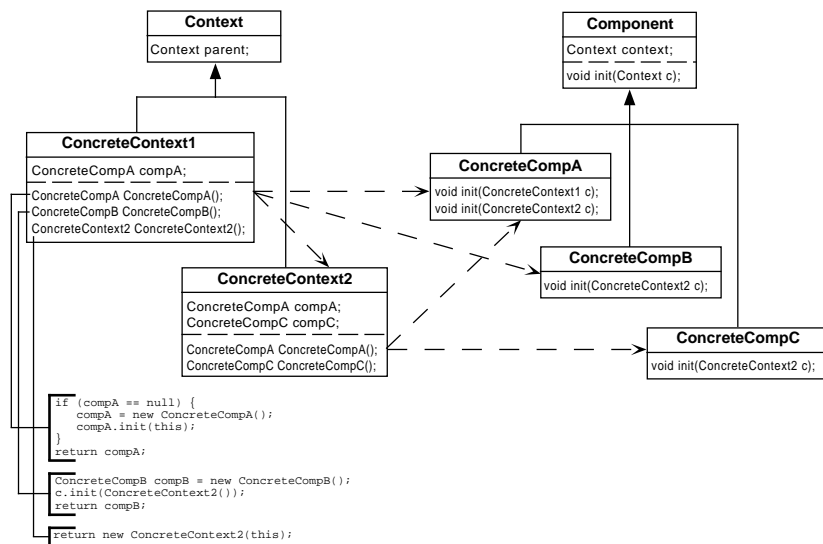 Context
Context parent;
Component
Context context;
void init(Context c);
ConcreteContext1
ConcreteCompA compA;
ConcreteCompA ConcreteCompA();
ConcreteCompB ConcreteCompB();
ConcreteContext2 ConcreteContext2();
ConcreteCompA
void init(ConcreteContext1 c);
void init(ConcreteContext2 c);
ConcreteCompB
void init(ConcreteContext2 c);
ConcreteContext2
ConcreteCompA compA;
ConcreteCompC compC;
ConcreteCompA ConcreteCompA();
ConcreteCompC ConcreteCompC();
ConcreteCompC
void init(ConcreteContext2 c);
if (compA == null) {
compA = new ConcreteCompA();
compA.init(this);
}
return compA;
ConcreteCompB compB = new ConcreteCompB();
c.init(ConcreteContext2());
return compB;
return new ConcreteContext2(this);